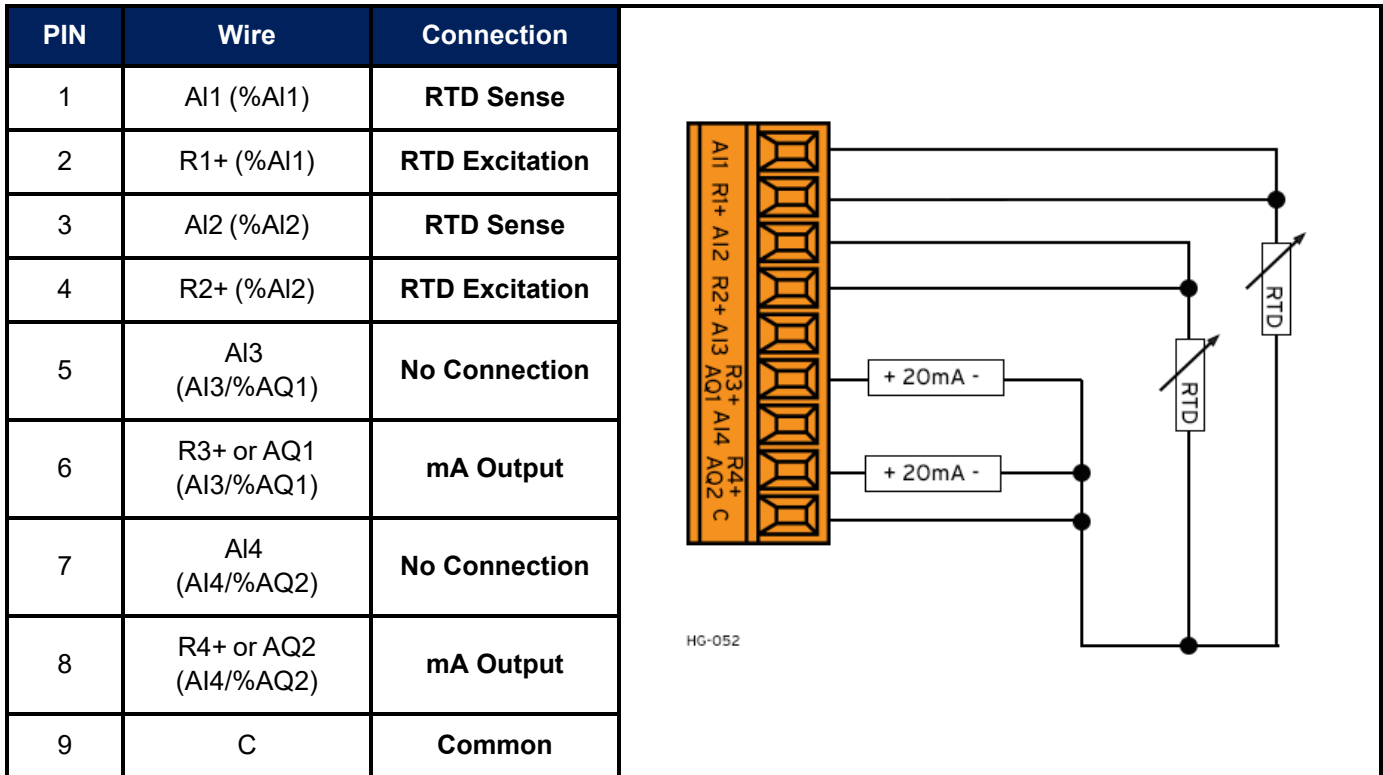 PIN Wire Connection
1 AI1 (%AI1) RTD Sense
2 R1+ (%AI1) RTD Excitation
3 AI2 (%AI2) RTD Sense
4 R2+ (%AI2) RTD Excitation
5 AI3
(AI3/%AQ1) No Connection
6 R3+ or AQ1
(AI3/%AQ1) mA Output
7 AI4
(AI4/%AQ2) No Connection
8 R4+ or AQ2
(AI4/%AQ2) mA Output
9 C Common
AI1
R1+
AI2
R2+
AI3
R3+
AQ1
AI4
R4+
AQ2
C
+ 20mA -
+ 20mA -
RTD
RTD
HG-052